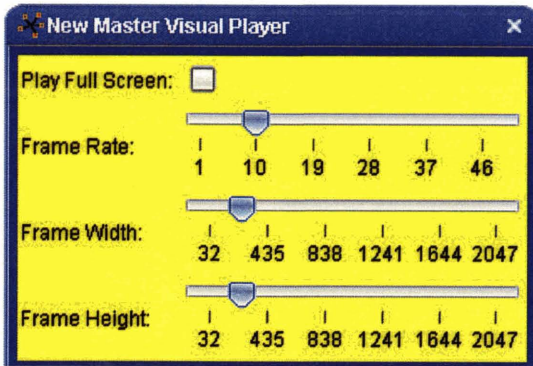 New Master Visual Player
Play Full Screen:
Frame Rate:
1 10 19 28 37 46
Frame Width:
32 435 838 1241 1644 2047
Frame Height:
32 435 838 1241 1644 2047